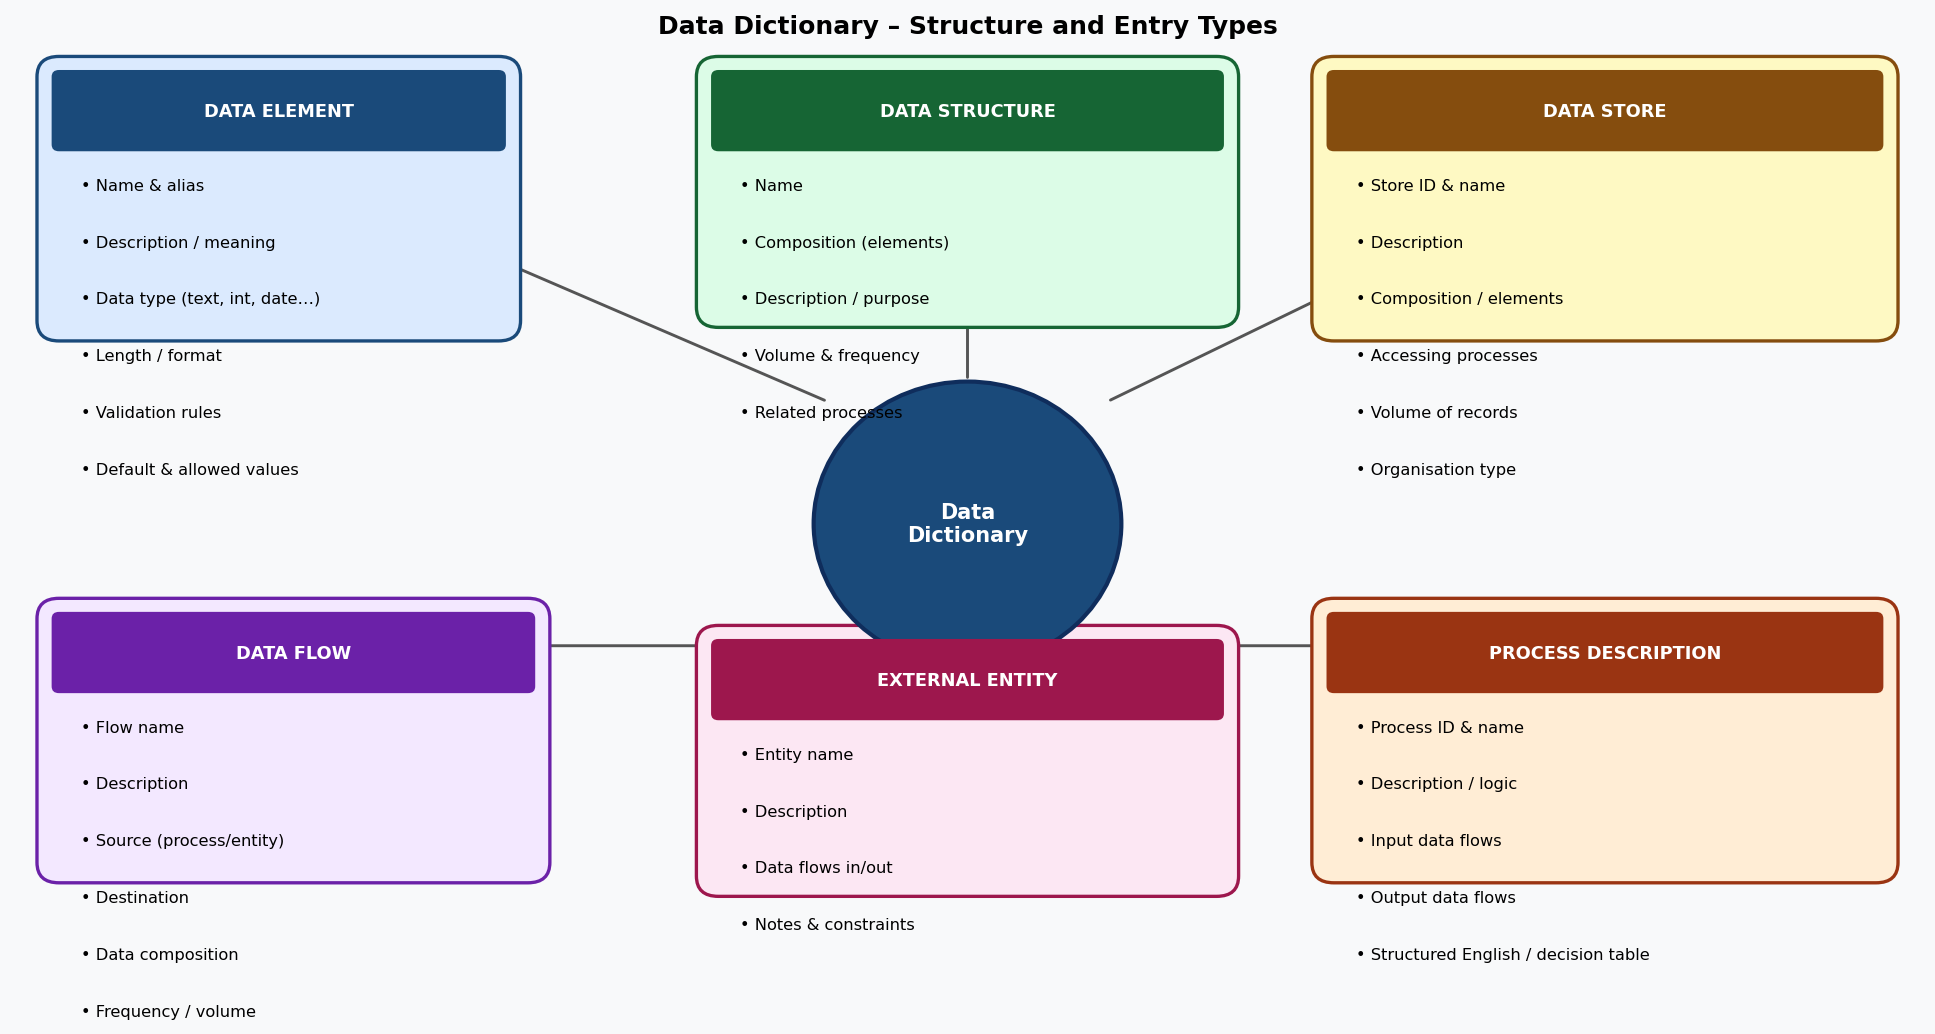 Data Dictionary – Structure and Entry Types
DATA ELEMENT
• Name & alias
• Description / meaning
• Data type (text, int, date…)
• Length / format
• Validation rules
• Default & allowed values
DATA STRUCTURE
• Name
• Composition (elements)
• Description / purpose
• Volume & frequency
• Related processes
DATA STORE
• Store ID & name
• Description
• Composition / elements
• Accessing processes
• Volume of records
• Organisation type
Data
Dictionary
DATA FLOW
• Flow name
• Description
• Source (process/entity)
• Destination
• Data composition
• Frequency / volume
EXTERNAL ENTITY
• Entity name
• Description
• Data flows in/out
• Notes & constraints
PROCESS DESCRIPTION
• Process ID & name
• Description / logic
• Input data flows
• Output data flows
• Structured English / decision table